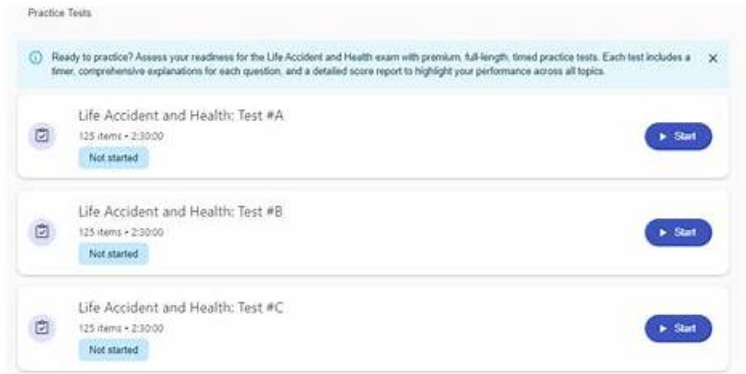 Practice Tests
Ready to practice? Assess your readiness for the Life Accident and Health exam with premium, full-length, timed practice tests. Each test includes a
timer, comprehensive explanations for each question, and a detailed score report to highlight your performance across all topics.
Life Accident and Health: Test #A
125 items • 2:30:00
Start
Not started
Life Accident and Health: Test #B
125 items • 2:30:00
Start
Not started
Life Accident and Health: Test #C
125 items • 2:30:00
Start
Not started